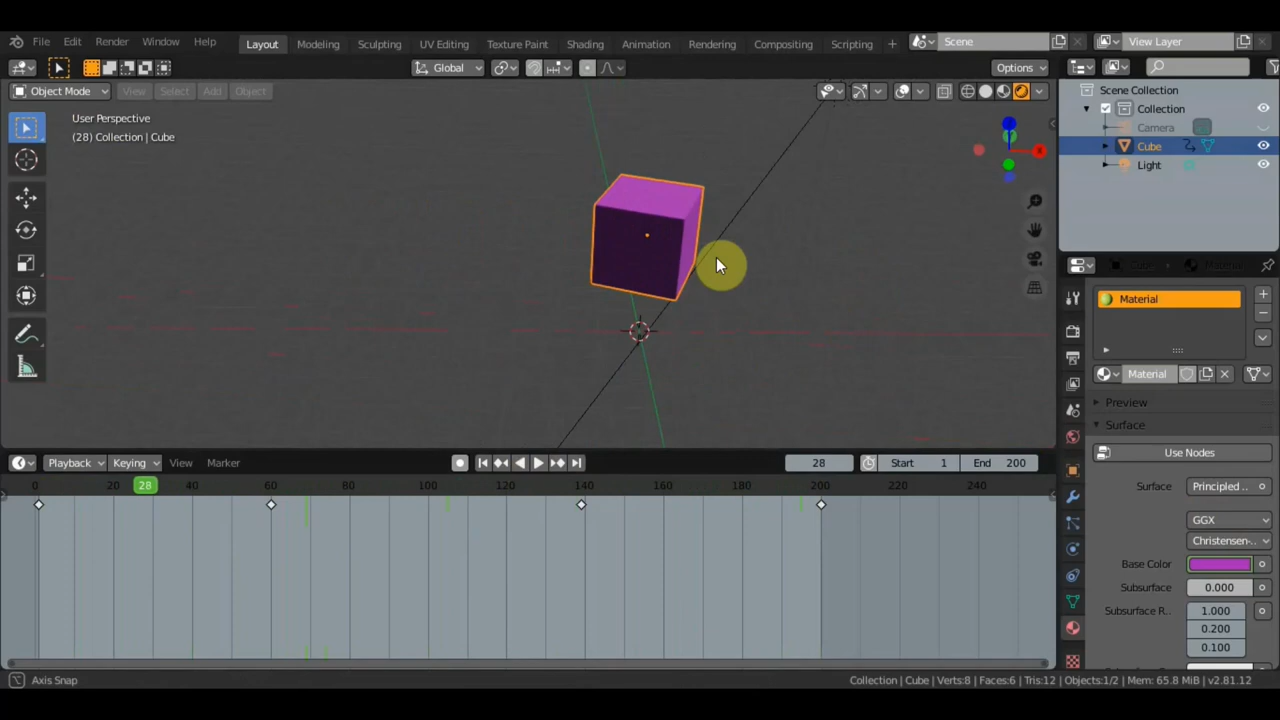 File Edit Render Window Help Layout Modeling Sculpting UV Editing Texture Paint Shading Animation Rendering Compositing Scripting + Scene View Layer
Global Options
Object Mode View Select Add Object
Scene Collection
Collection
Camera
Cube
Light
User Perspective
(28) Collection | Cube
X
Cube Material
Material
Material
Preview
Surface
Use Nodes
Surface Principled ..
GGX
Christensen-..
Base Color
Subsurface 0.000
Subsurface R.. 1.000
0.200
0.100
Playback Keying View Marker 28 Start 1 End 200
0 20 28 40 60 80 100 120 140 160 180 200 220 240
Axis Snap
Collection | Cube | Verts:8 | Faces:6 | Tris:12 | Objects:1/2 | Mem: 65.8 MiB | v2.81.12